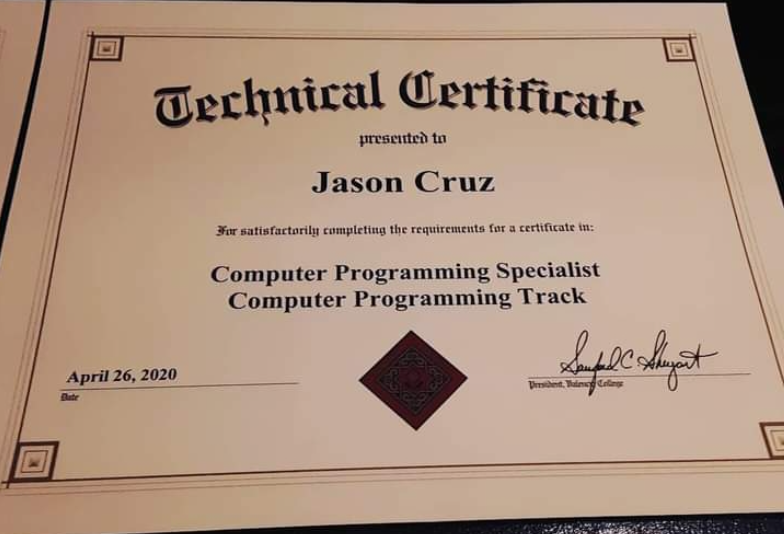 Technical Certificate
presented to
Jason Cruz
For satisfactorily completing the requirements for a certificate in:
Computer Programming Specialist
Computer Programming Track
April 26, 2020
Date
Sanford C. Shugart
President, Valencia College